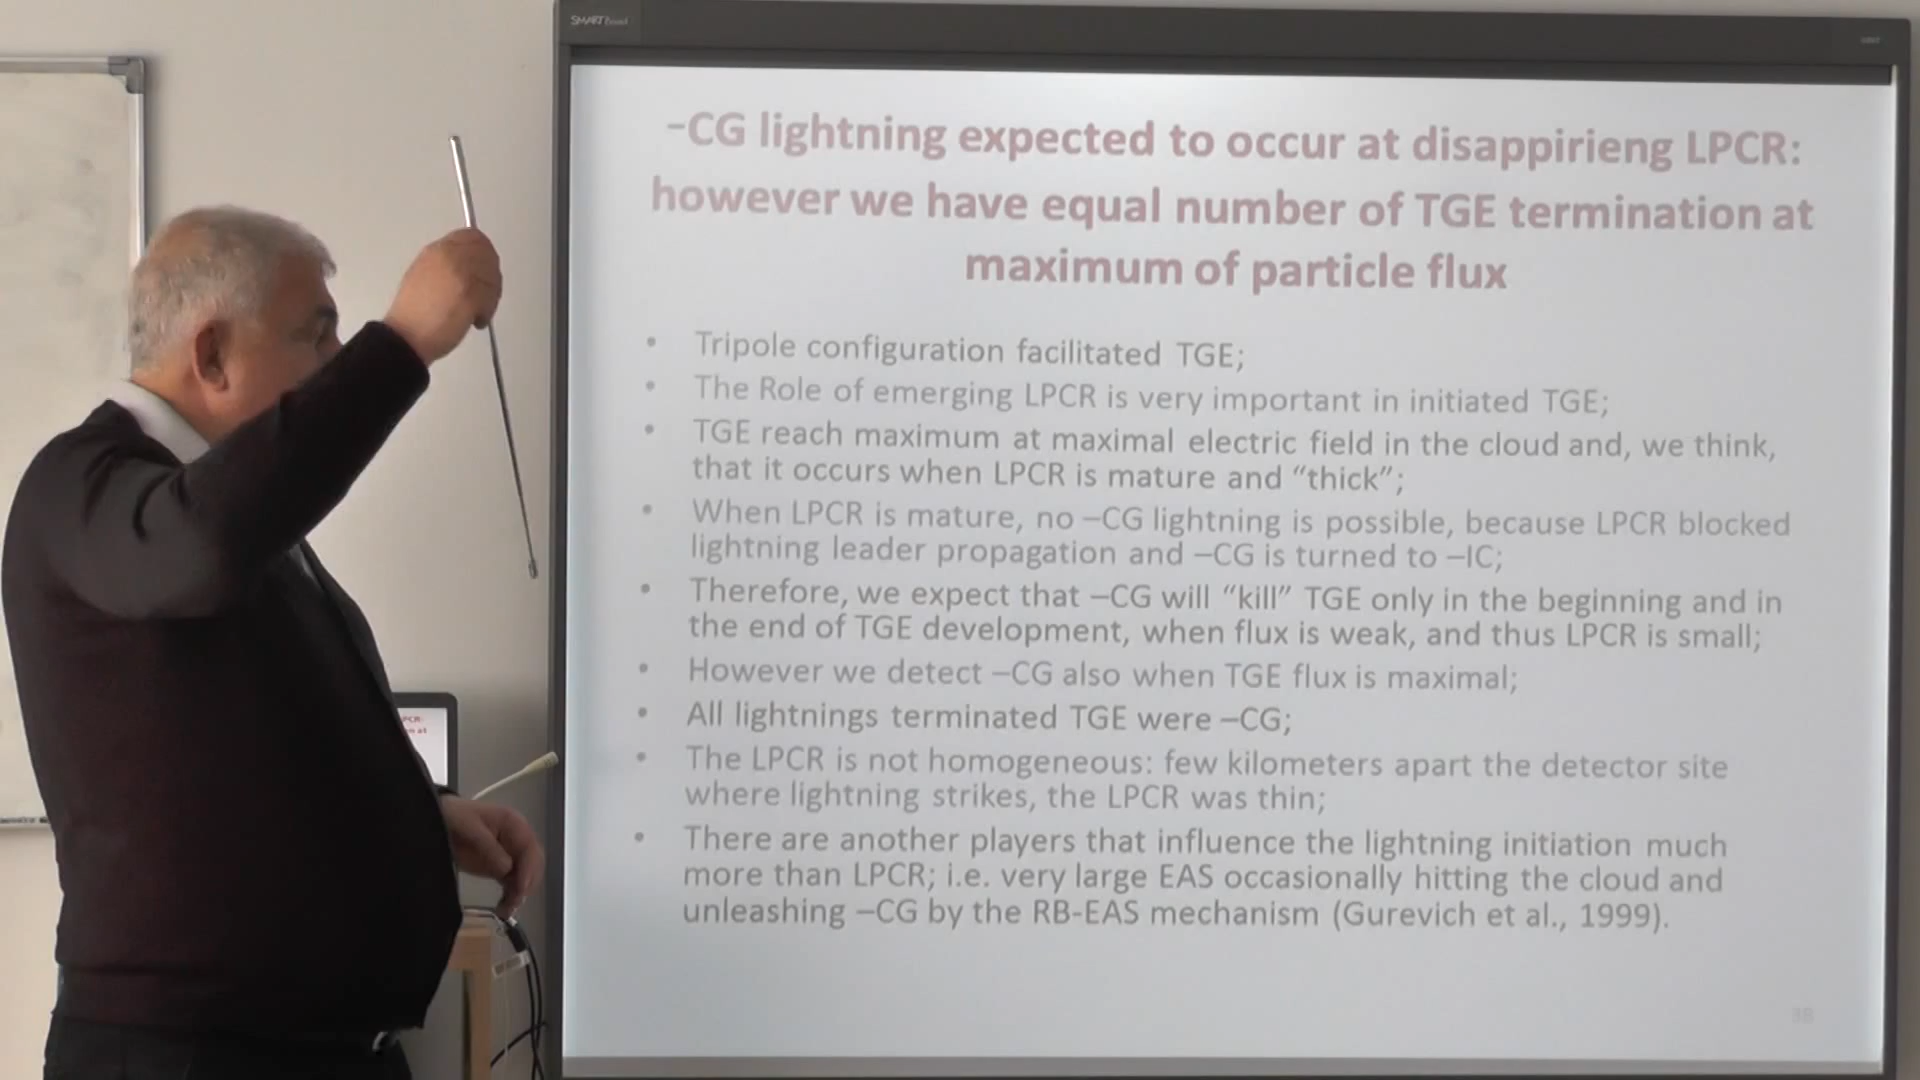 SMART Board
−CG lightning expected to occur at disappirieng LPCR:
however we have equal number of TGE termination at
maximum of particle flux
• Tripole configuration facilitated TGE;
• The Role of emerging LPCR is very important in initiated TGE;
• TGE reach maximum at maximal electric field in the cloud and, we think,
that it occurs when LPCR is mature and “thick”;
• When LPCR is mature, no –CG lightning is possible, because LPCR blocked
lightning leader propagation and –CG is turned to –IC;
• Therefore, we expect that –CG will “kill” TGE only in the beginning and in
the end of TGE development, when flux is weak, and thus LPCR is small;
• However we detect –CG also when TGE flux is maximal;
• All lightnings terminated TGE were –CG;
• The LPCR is not homogeneous: few kilometers apart the detector site
where lightning strikes, the LPCR was thin;
• There are another players that influence the lightning initiation much
more than LPCR; i.e. very large EAS occasionally hitting the cloud and
unleashing –CG by the RB-EAS mechanism (Gurevich et al., 1999).
38